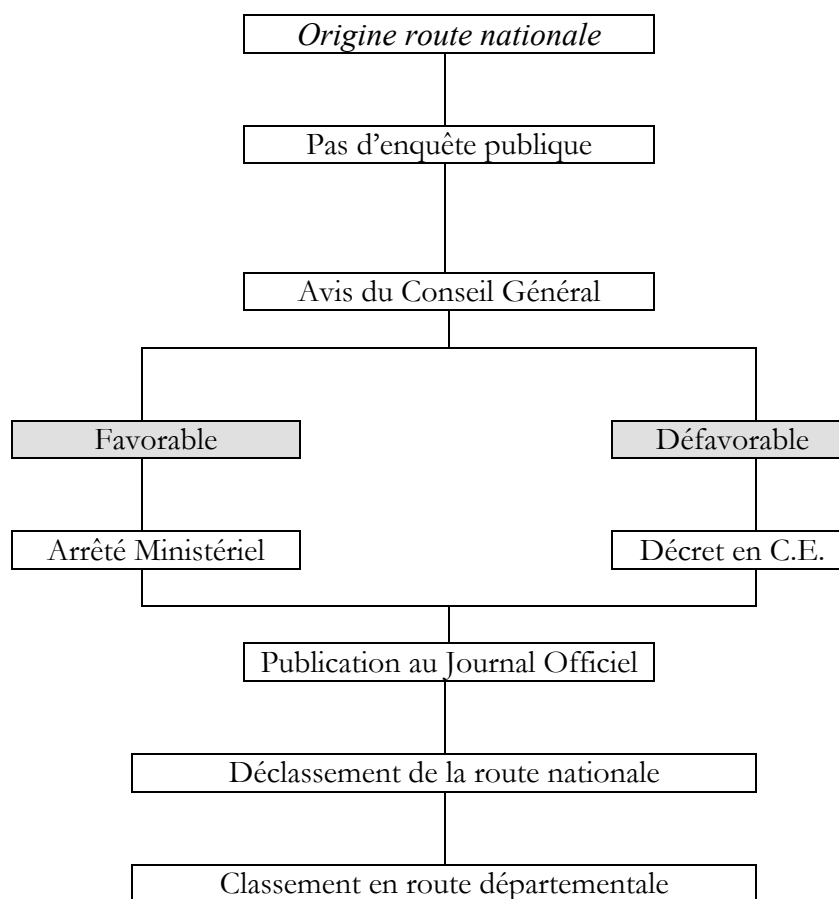 Origine route nationale
Pas d’enquête publique
Avis du Conseil Général
Favorable
Défavorable
Arrêté Ministériel
Décret en C.E.
Publication au Journal Officiel
Déclassement de la route nationale
Classement en route départementale